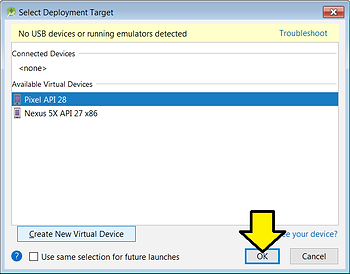 Select Deployment Target
No USB devices or running emulators detected Troubleshoot
Connected Devices
<none>
Available Virtual Devices
Pixel API 28
Nexus 5X API 27 x86
Create New Virtual Device e your device?
? Use same selection for future launches OK Cancel